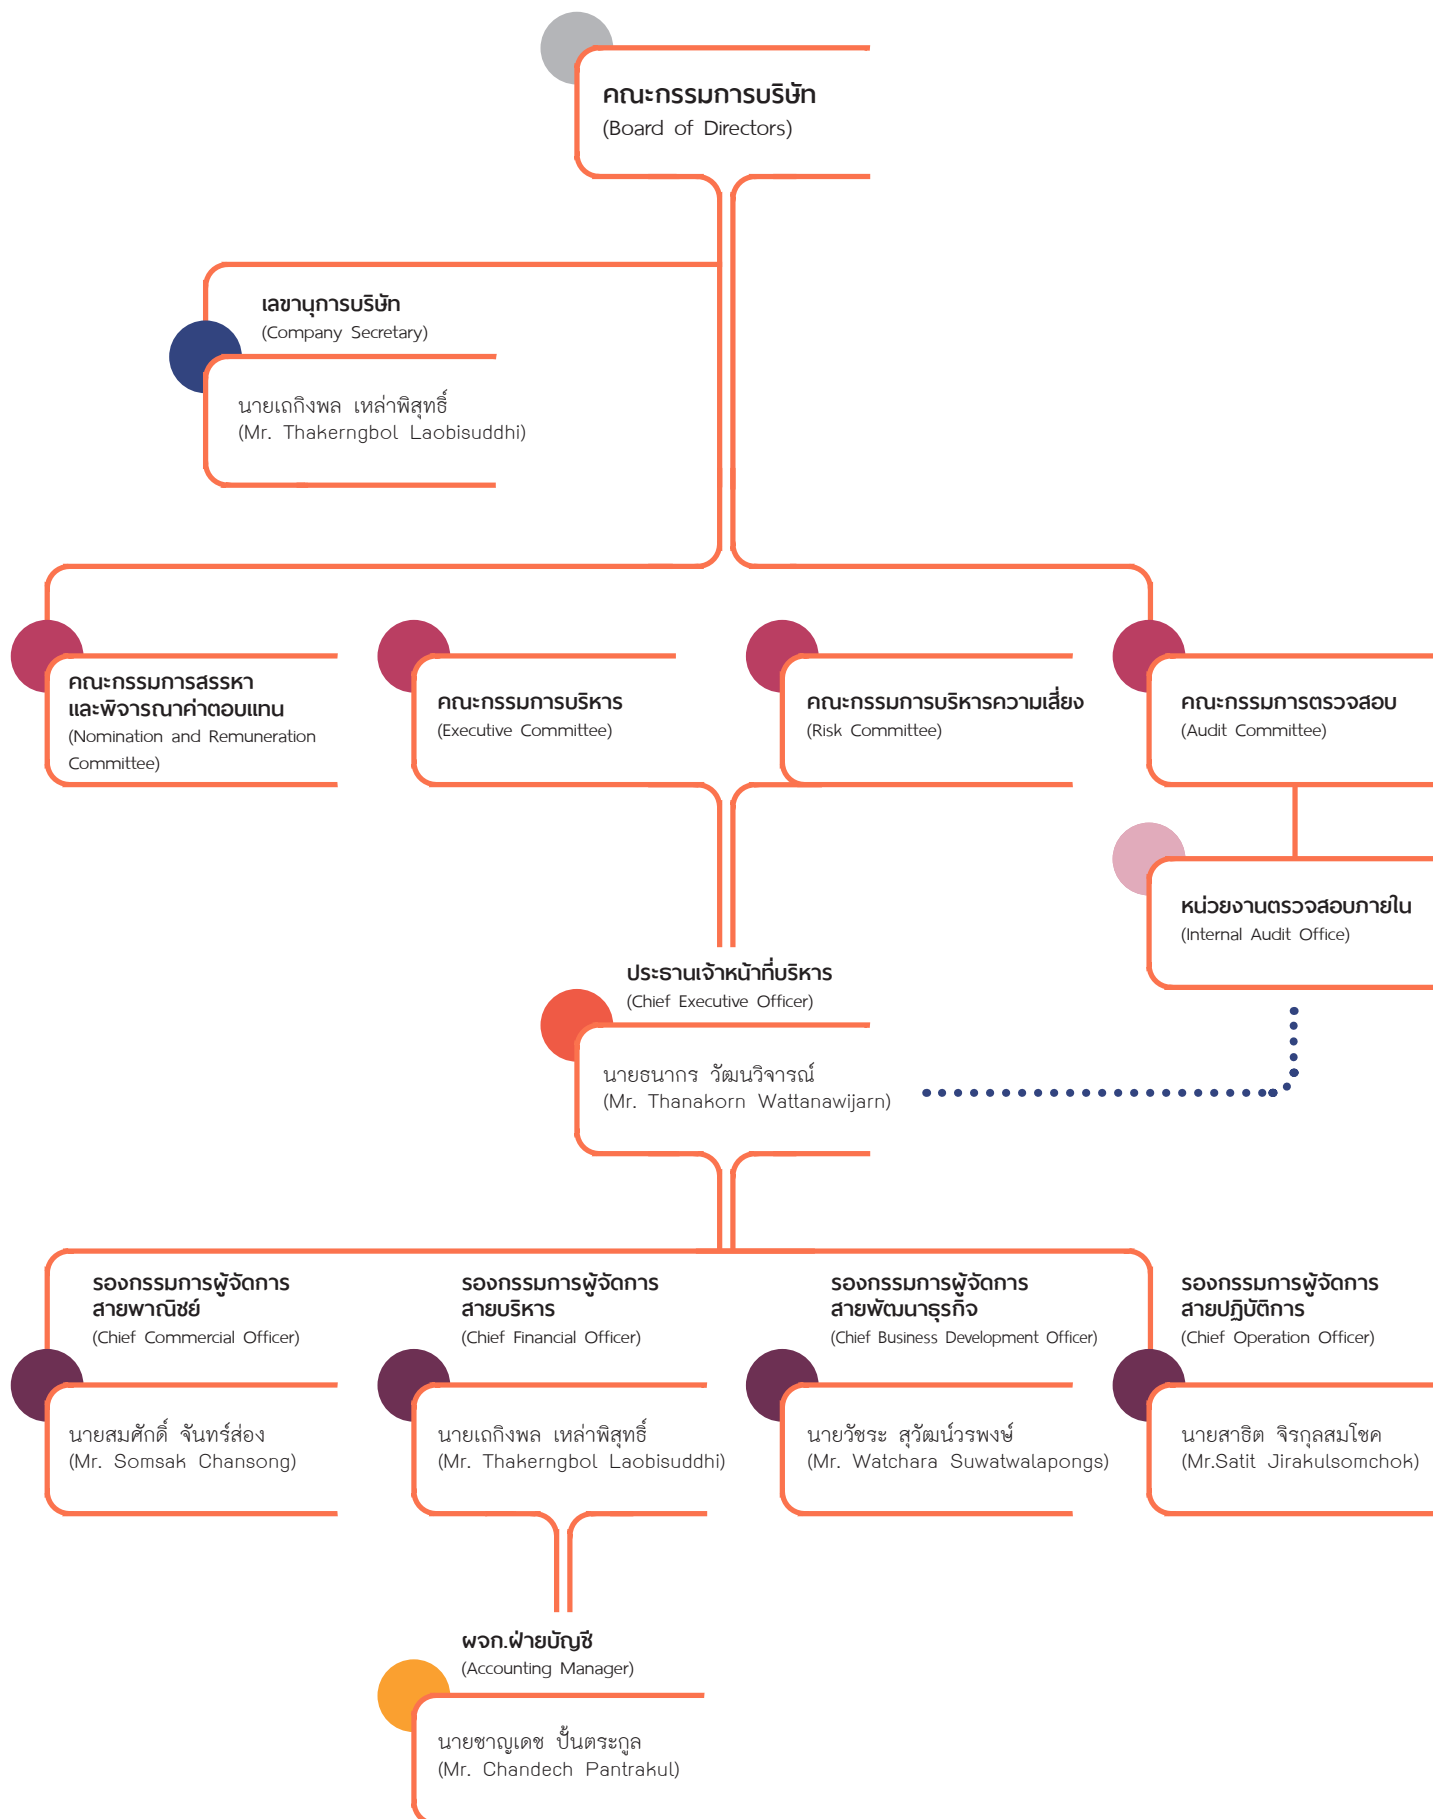 คณะกรรมการบริษัท
(Board of Directors)
เลขานุการบริษัท
(Company Secretary)
นายเถกิงพล เหล่าพิสุทธิ์
(Mr. Thakerngbol Laobisuddhi)
คณะกรรมการสรรหา
และพิจารณาค่าตอบแทน
(Nomination and Remuneration
Committee)
คณะกรรมการบริหาร
(Executive Committee)
คณะกรรมการบริหารความเสี่ยง
(Risk Committee)
คณะกรรมการตรวจสอบ
(Audit Committee)
หน่วยงานตรวจสอบภายใน
(Internal Audit Office)
ประธานเจ้าหน้าที่บริหาร
(Chief Executive Officer)
นายธนากร วัฒนวิจารณ์
(Mr. Thanakorn Wattanawijarn)
รองกรรมการผู้จัดการ
สายพาณิชย์
(Chief Commercial Officer)
นายสมศักดิ์ จันทร์ส่อง
(Mr. Somsak Chansong)
รองกรรมการผู้จัดการ
สายบริหาร
(Chief Financial Officer)
นายเถกิงพล เหล่าพิสุทธิ์
(Mr. Thakerngbol Laobisuddhi)
รองกรรมการผู้จัดการ
สายพัฒนาธุรกิจ
(Chief Business Development Officer)
นายวัชระ สุวัฒน์วรพงษ์
(Mr. Watchara Suwatwalapongs)
รองกรรมการผู้จัดการ
สายปฏิบัติการ
(Chief Operation Officer)
นายสาธิต จิรกุลสมโชค
(Mr.Satit Jirakulsomchok)
ผจก.ฝ่ายบัญชี
(Accounting Manager)
นายชาญเดช ปั้นตระกูล
(Mr. Chandech Pantrakul)